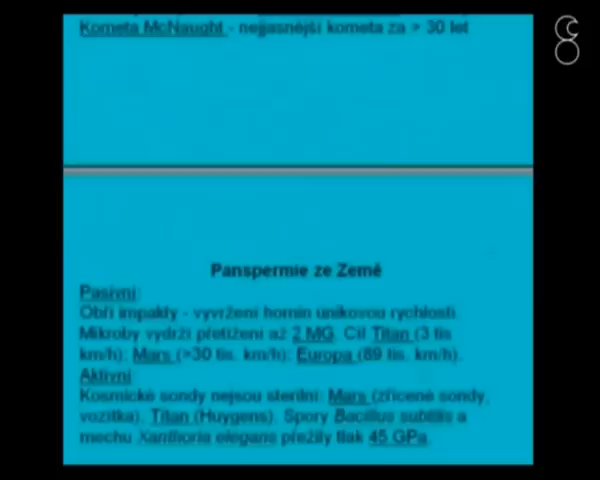 Kometa McNaught - nejjasnější kometa za > 30 let
Panspermie ze Země
Pasivní:
Obří impakty - vyvržení hornin únikovou rychlostí.
Mikroby vydrží přetížení až 2 MG. Cíl Titan (3 tis.
km/h); Mars (>30 tis. km/h); Europa (89 tis. km/h).
Aktivní:
Kosmické sondy nejsou sterilní: Mars (zřícené sondy,
vozítka), Titan (Huygens). Spory Bacillus subtilis a
mechu Xanthoria elegans přežily tlak 45 GPa.